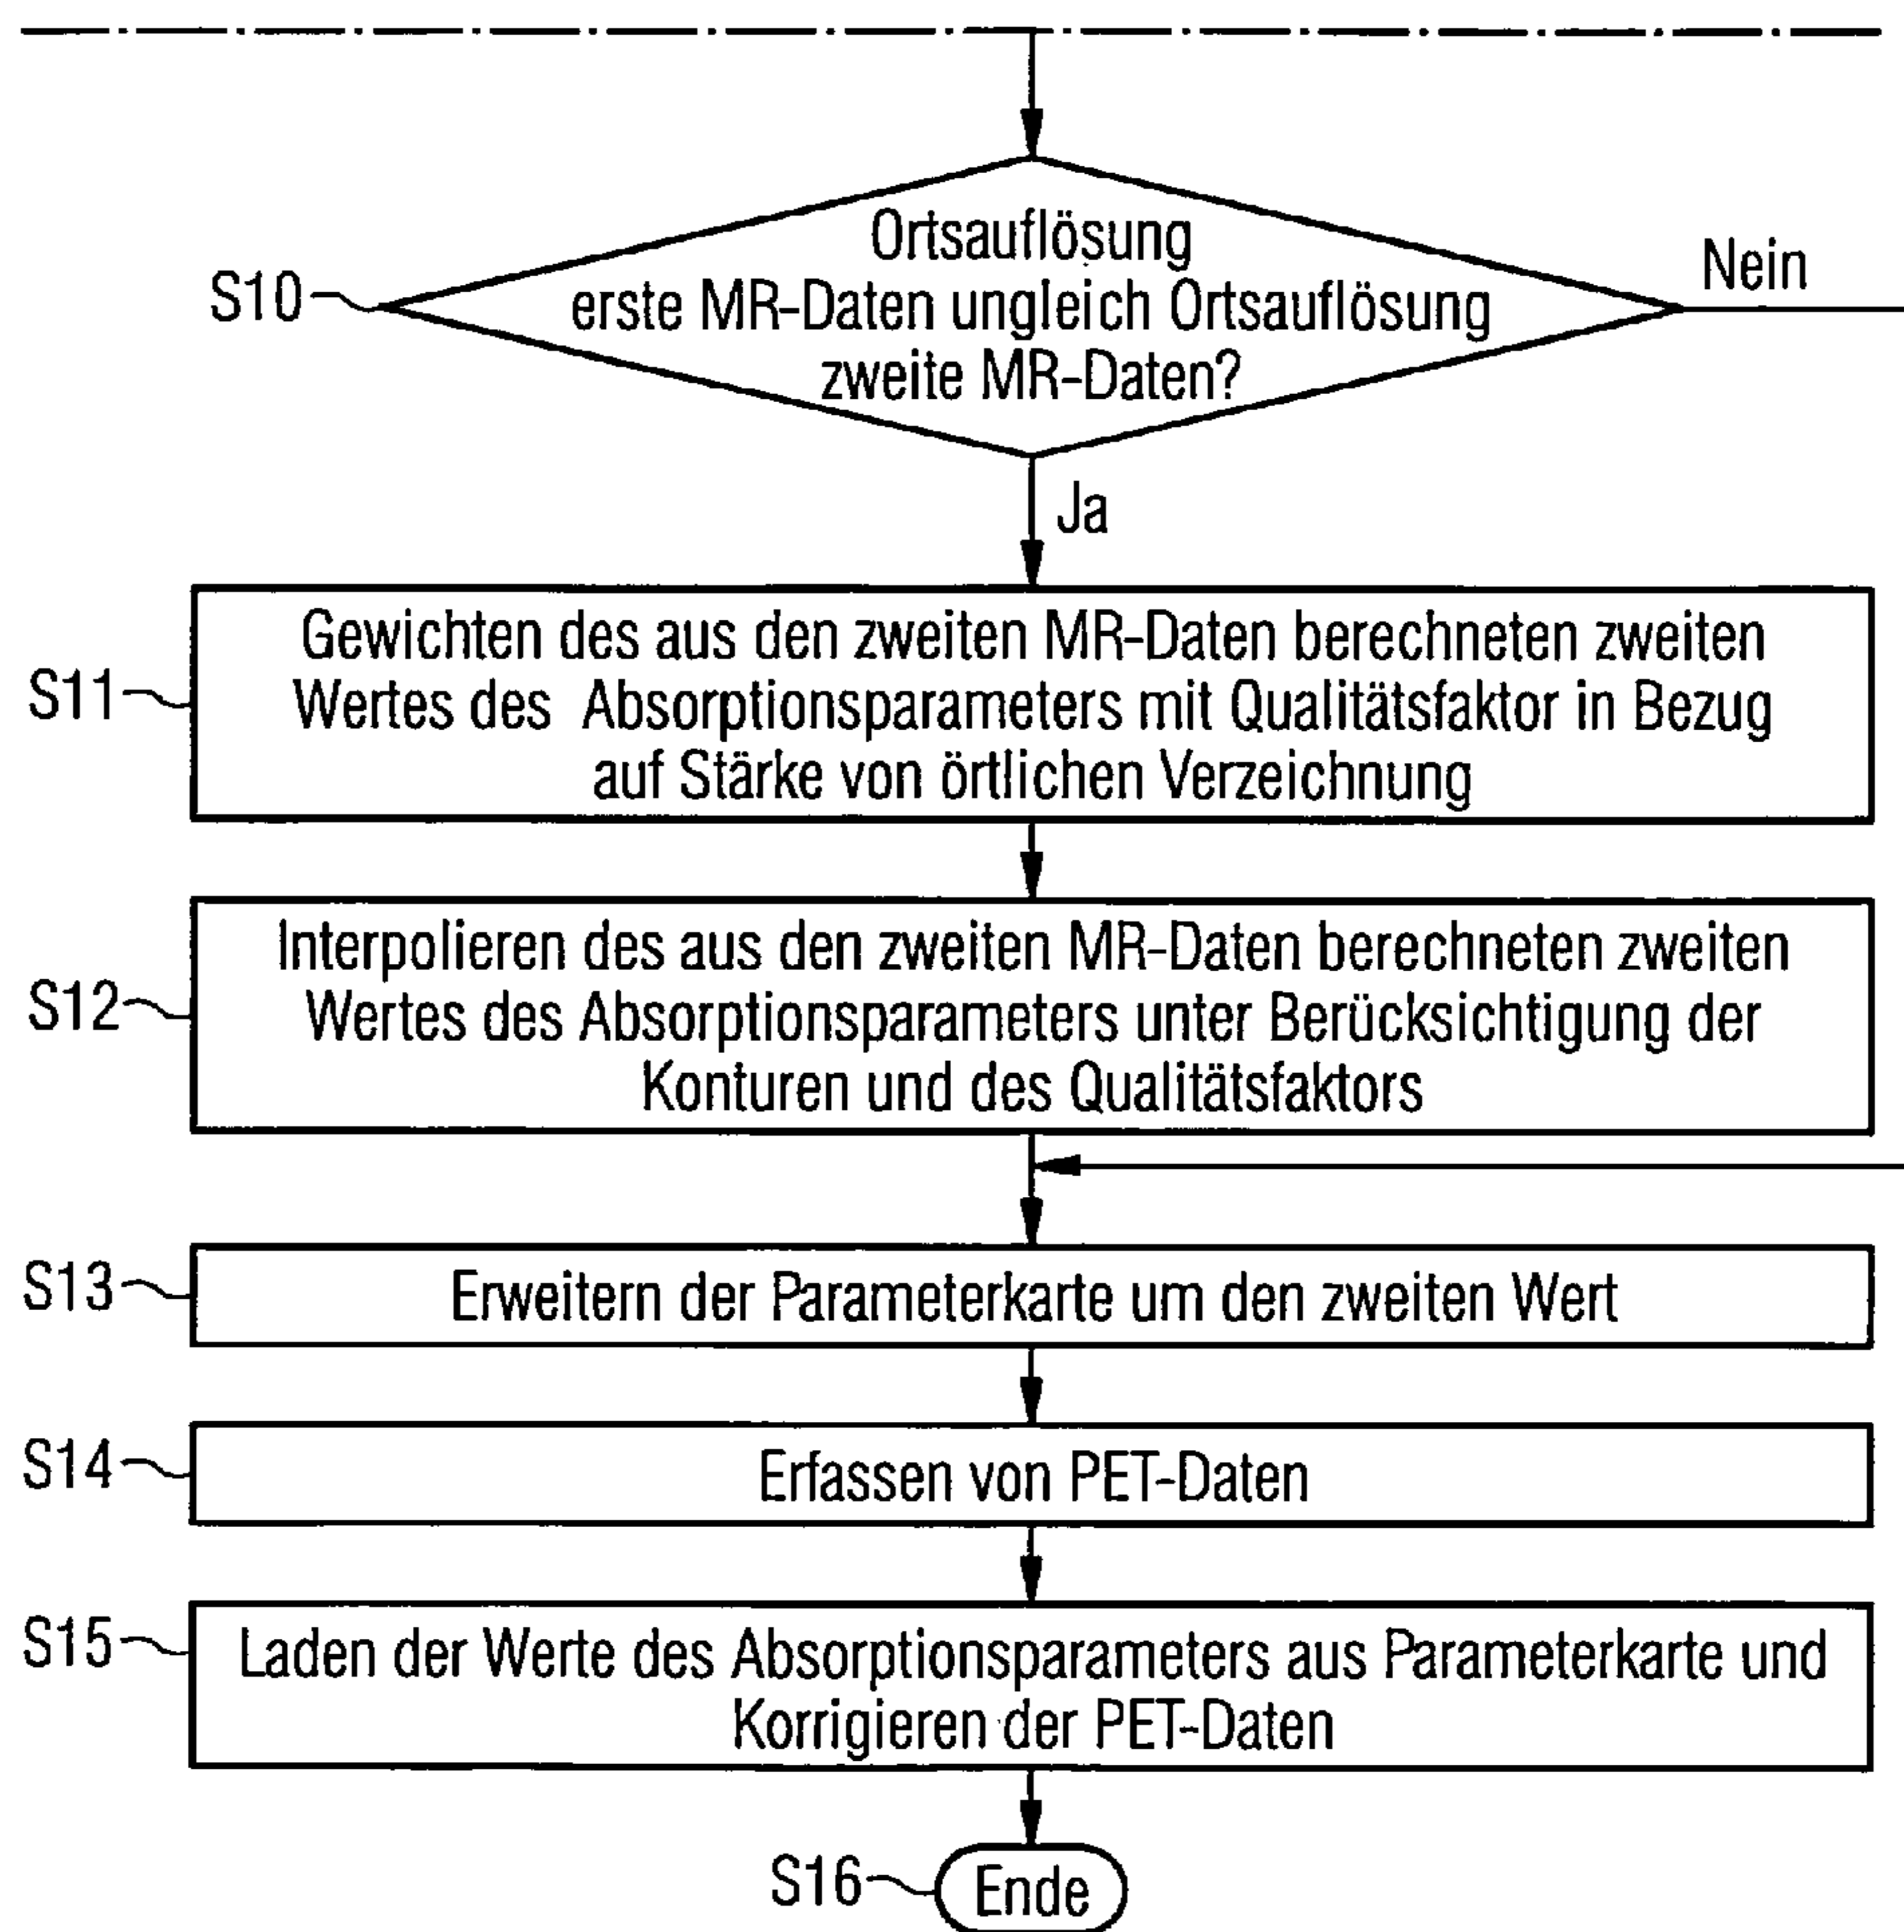 Ortsauflösung
S10
erste MR-Daten ungleich Ortsauflösung
Nein
zweite MR-Daten?
Ja
S11
Gewichten des aus den zweiten MR-Daten berechneten zweiten
Wertes des Absorptionsparameters mit Qualitätsfaktor in Bezug
auf Stärke von örtlichen Verzeichnung
S12
Interpolieren des aus den zweiten MR-Daten berechneten zweiten
Wertes des Absorptionsparameters unter Berücksichtigung der
Konturen und des Qualitätsfaktors
S13
Erweitern der Parameterkarte um den zweiten Wert
S14
Erfassen von PET-Daten
S15
Laden der Werte des Absorptionsparameters aus Parameterkarte und
Korrigieren der PET-Daten
S16
Ende